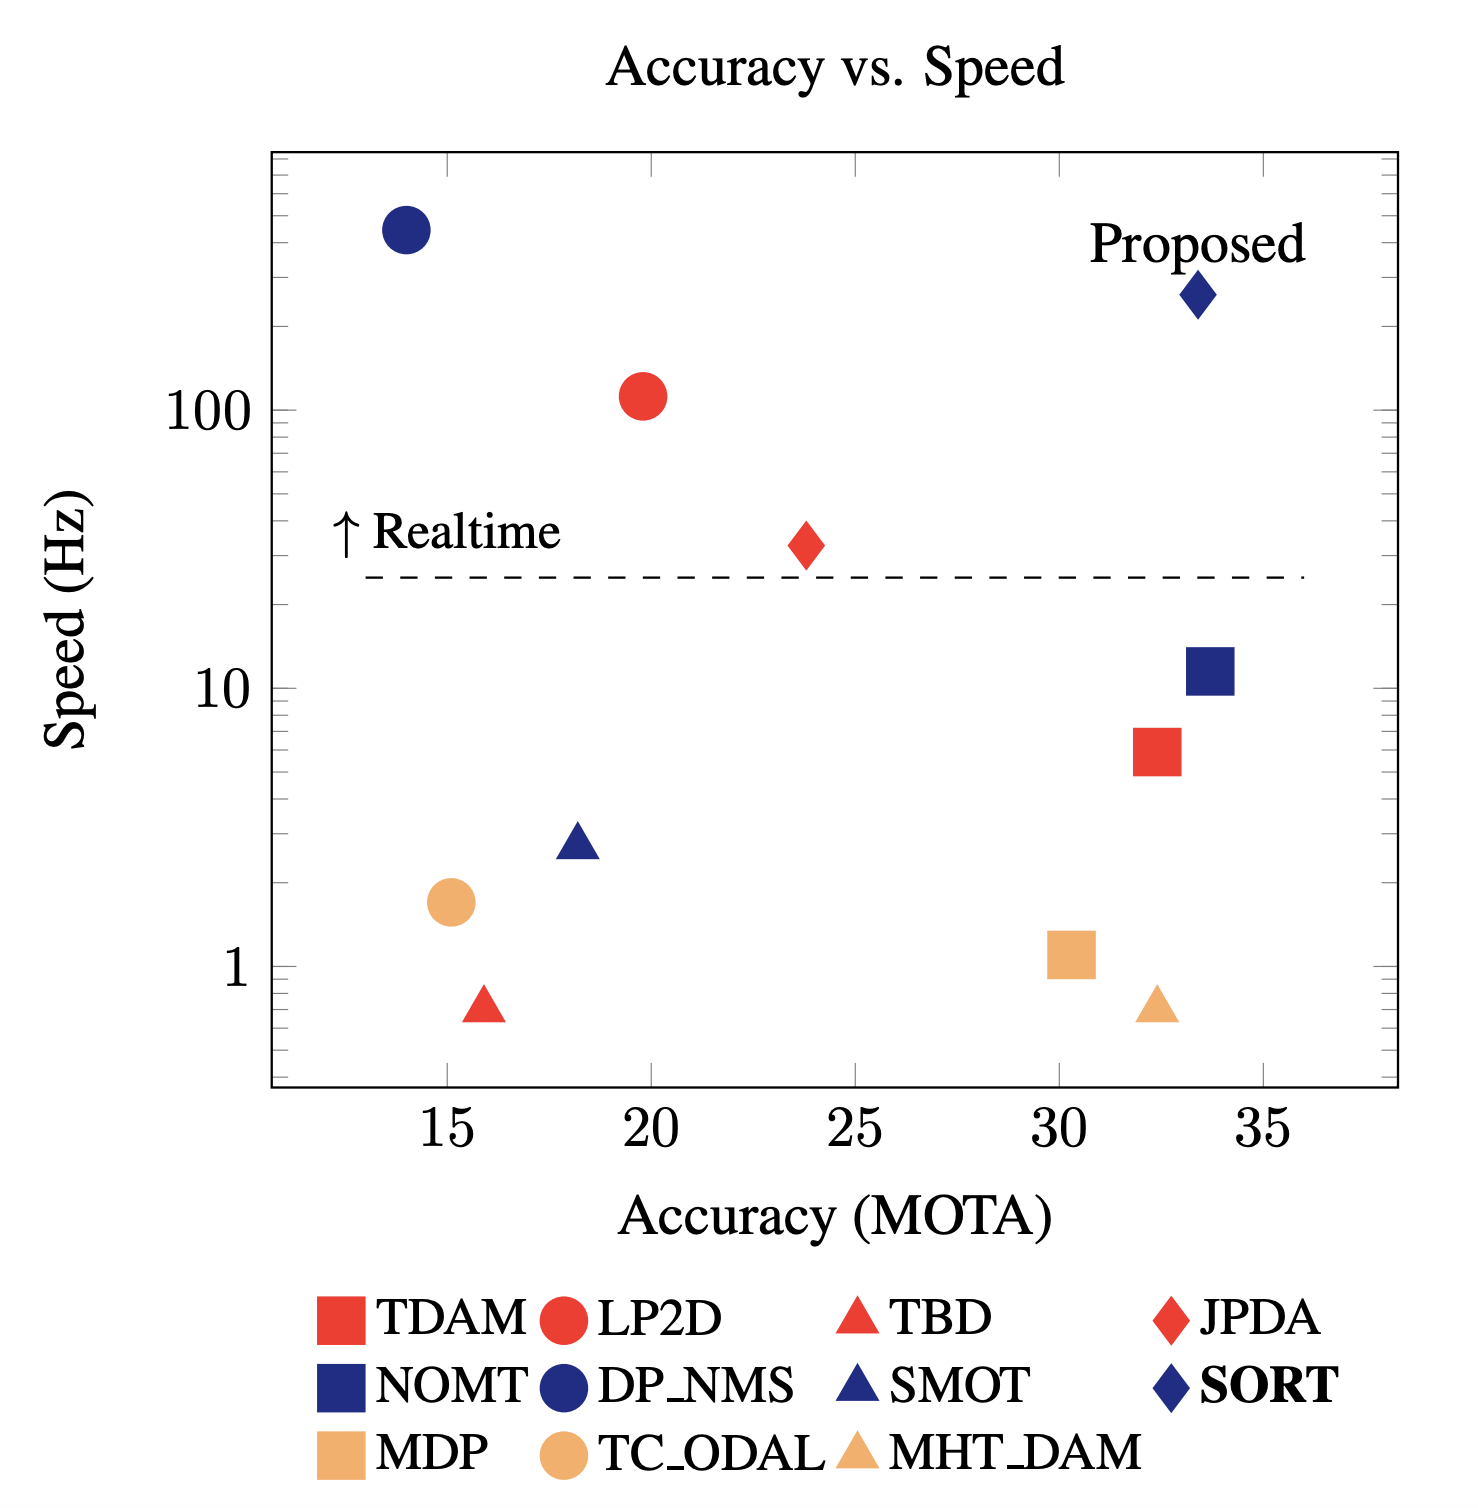 Accuracy vs. Speed
Proposed
100
↑ Realtime
10
1
Speed (Hz)
15 20 25 30 35
Accuracy (MOTA)
TDAM LP2D TBD JPDA
NOMT DP_NMS SMOT SORT
MDP TC_ODAL MHT_DAM